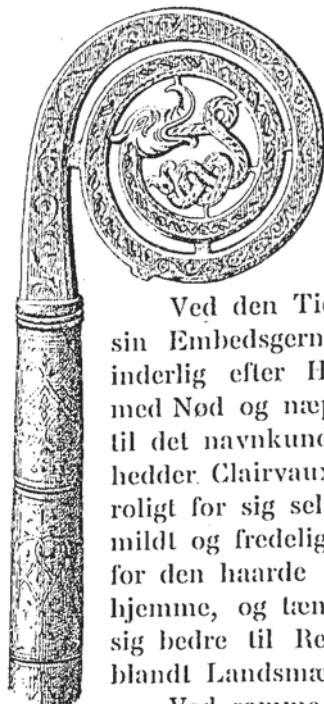 Ved den
sin Embedsgern
inderlig efter H
med Nød og næp
til det navnkund
hedder Clairvaux
roligt for sig sel
mildt og fredelig
for den haarde
hjemme, og tæn
sig bedre til Re
blandt Landsmæ